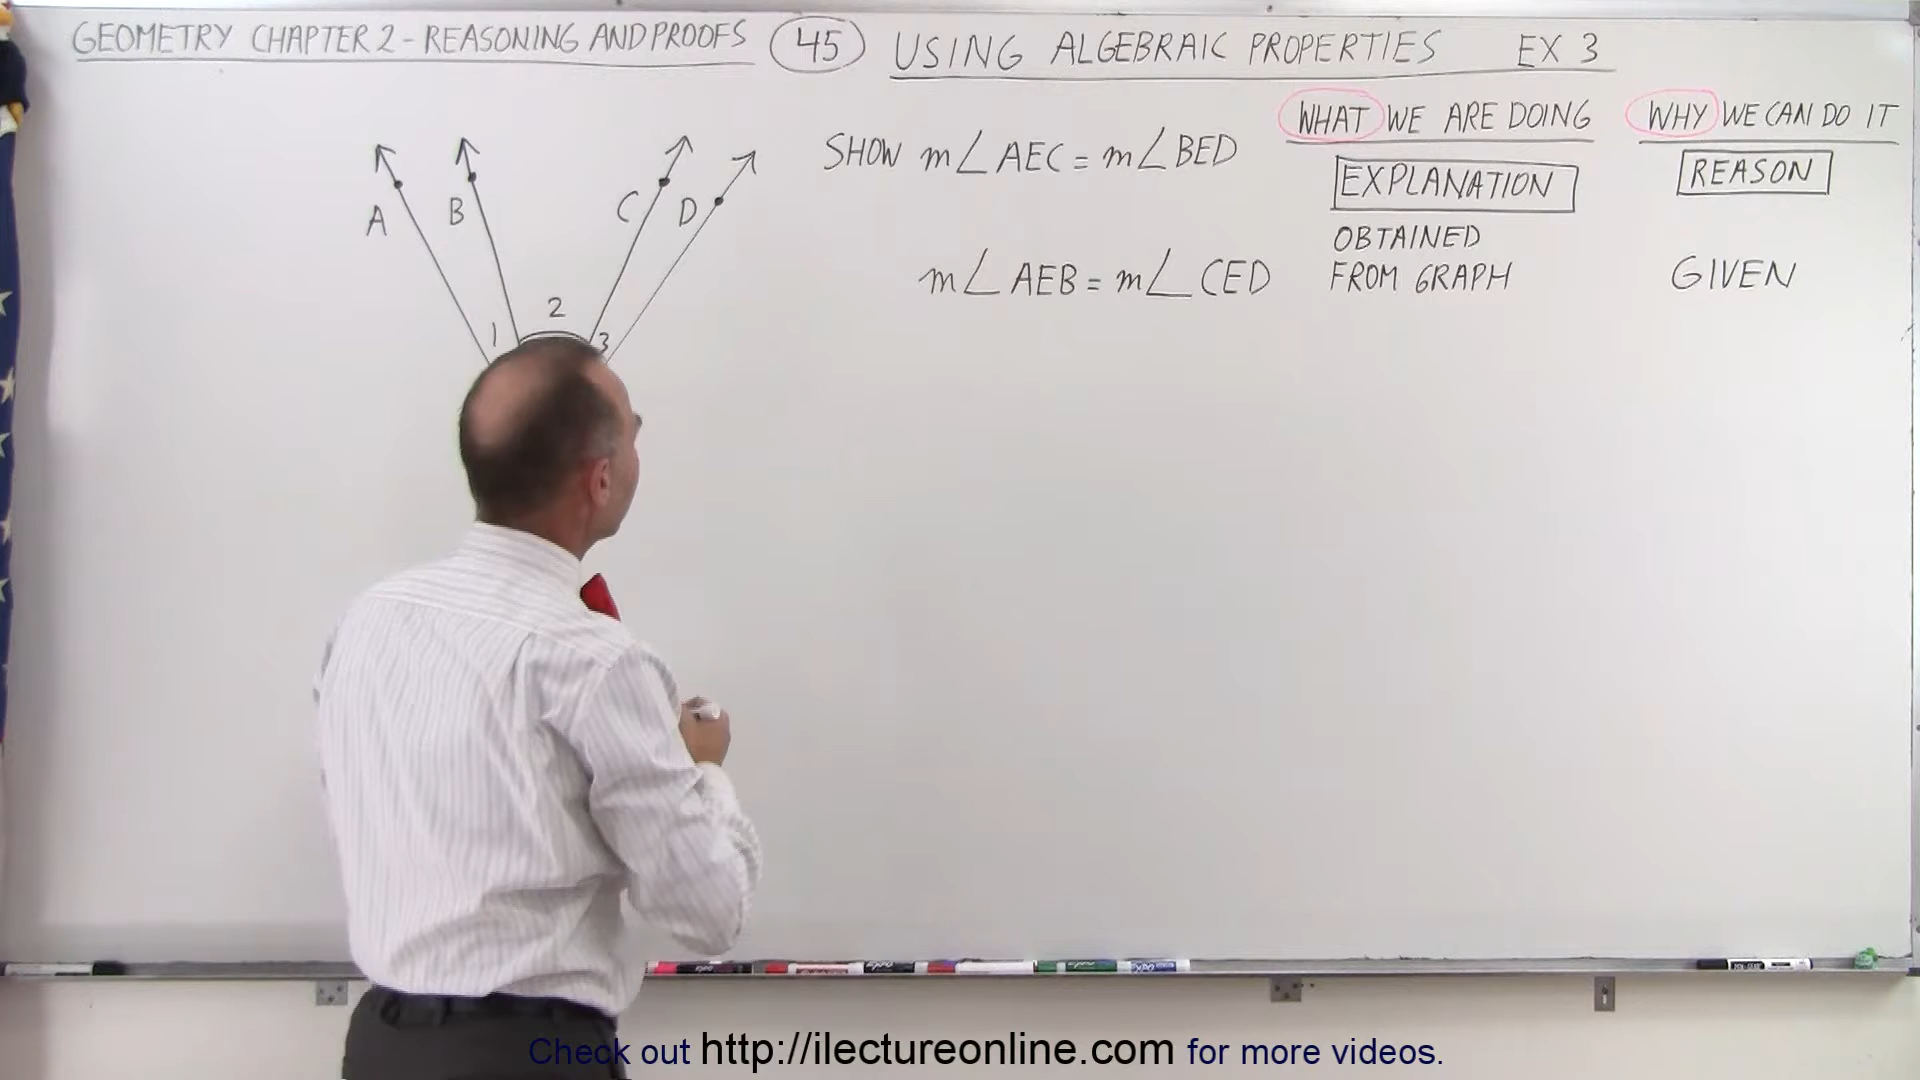 GEOMETRY CHAPTER 2 - REASONING AND PROOFS 45 USING ALGEBRAIC PROPERTIES EX 3
WHAT WE ARE DOING
WHY WE CAN DO IT
SHOW m∠AEC = m∠BED
EXPLANATION
REASON
A
B
C
D
OBTAINED
FROM GRAPH
m∠AEB = m∠CED
GIVEN
1
2
3
Check out http://ilectureonline.com for more videos.